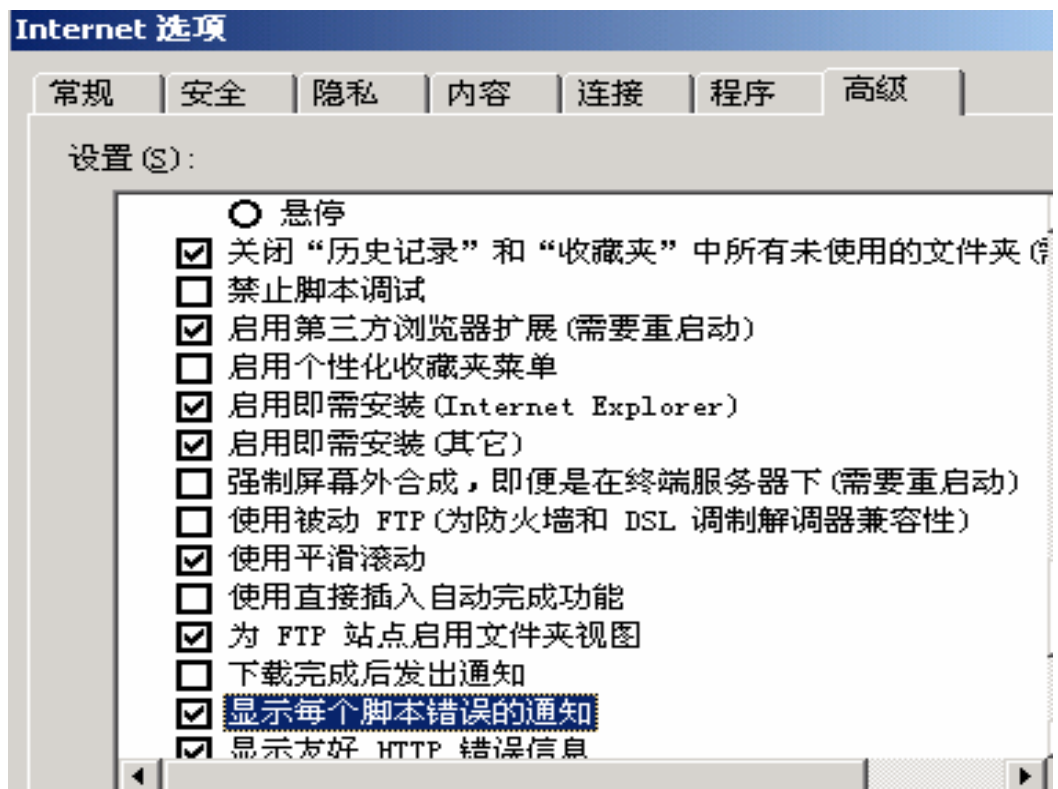 Internet 选项
常规 安全 隐私 内容 连接 程序 高级
设置(S):
悬停
关闭“历史记录”和“收藏夹”中所有未使用的文件夹(
禁止脚本调试
启用第三方浏览器扩展(需要重启动)
启用个性化收藏夹菜单
启用即需安装(Internet Explorer)
启用即需安装(其它)
强制屏幕外合成，即便是在终端服务器下(需要重启动)
使用被动 FTP(为防火墙和 DSL 调制解调器兼容性)
使用平滑滚动
使用直接插入自动完成功能
为 FTP 站点启用文件夹视图
下载完成后发出通知
显示每个脚本错误的通知
显示友好 HTTP 错误信息